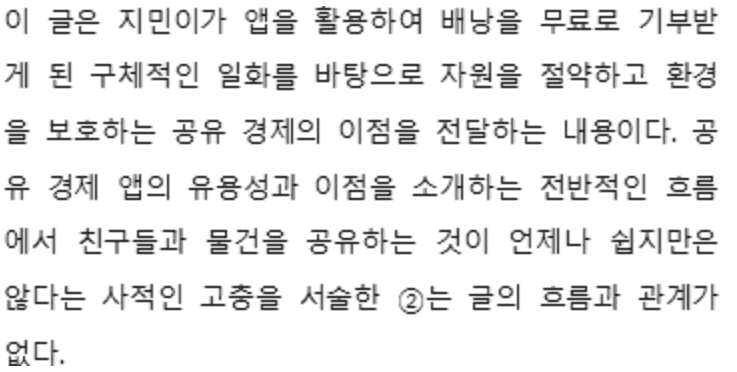 이 글은 지민이가 앱을 활용하여 배낭을 무료로 기부받
게 된 구체적인 일화를 바탕으로 자원을 절약하고 환경
을 보호하는 공유 경제의 이점을 전달하는 내용이다. 공
유 경제 앱의 유용성과 이점을 소개하는 전반적인 흐름
에서 친구들과 물건을 공유하는 것이 언제나 쉽지만은
않다는 사적인 고충을 서술한 ②는 글의 흐름과 관계가
없다.